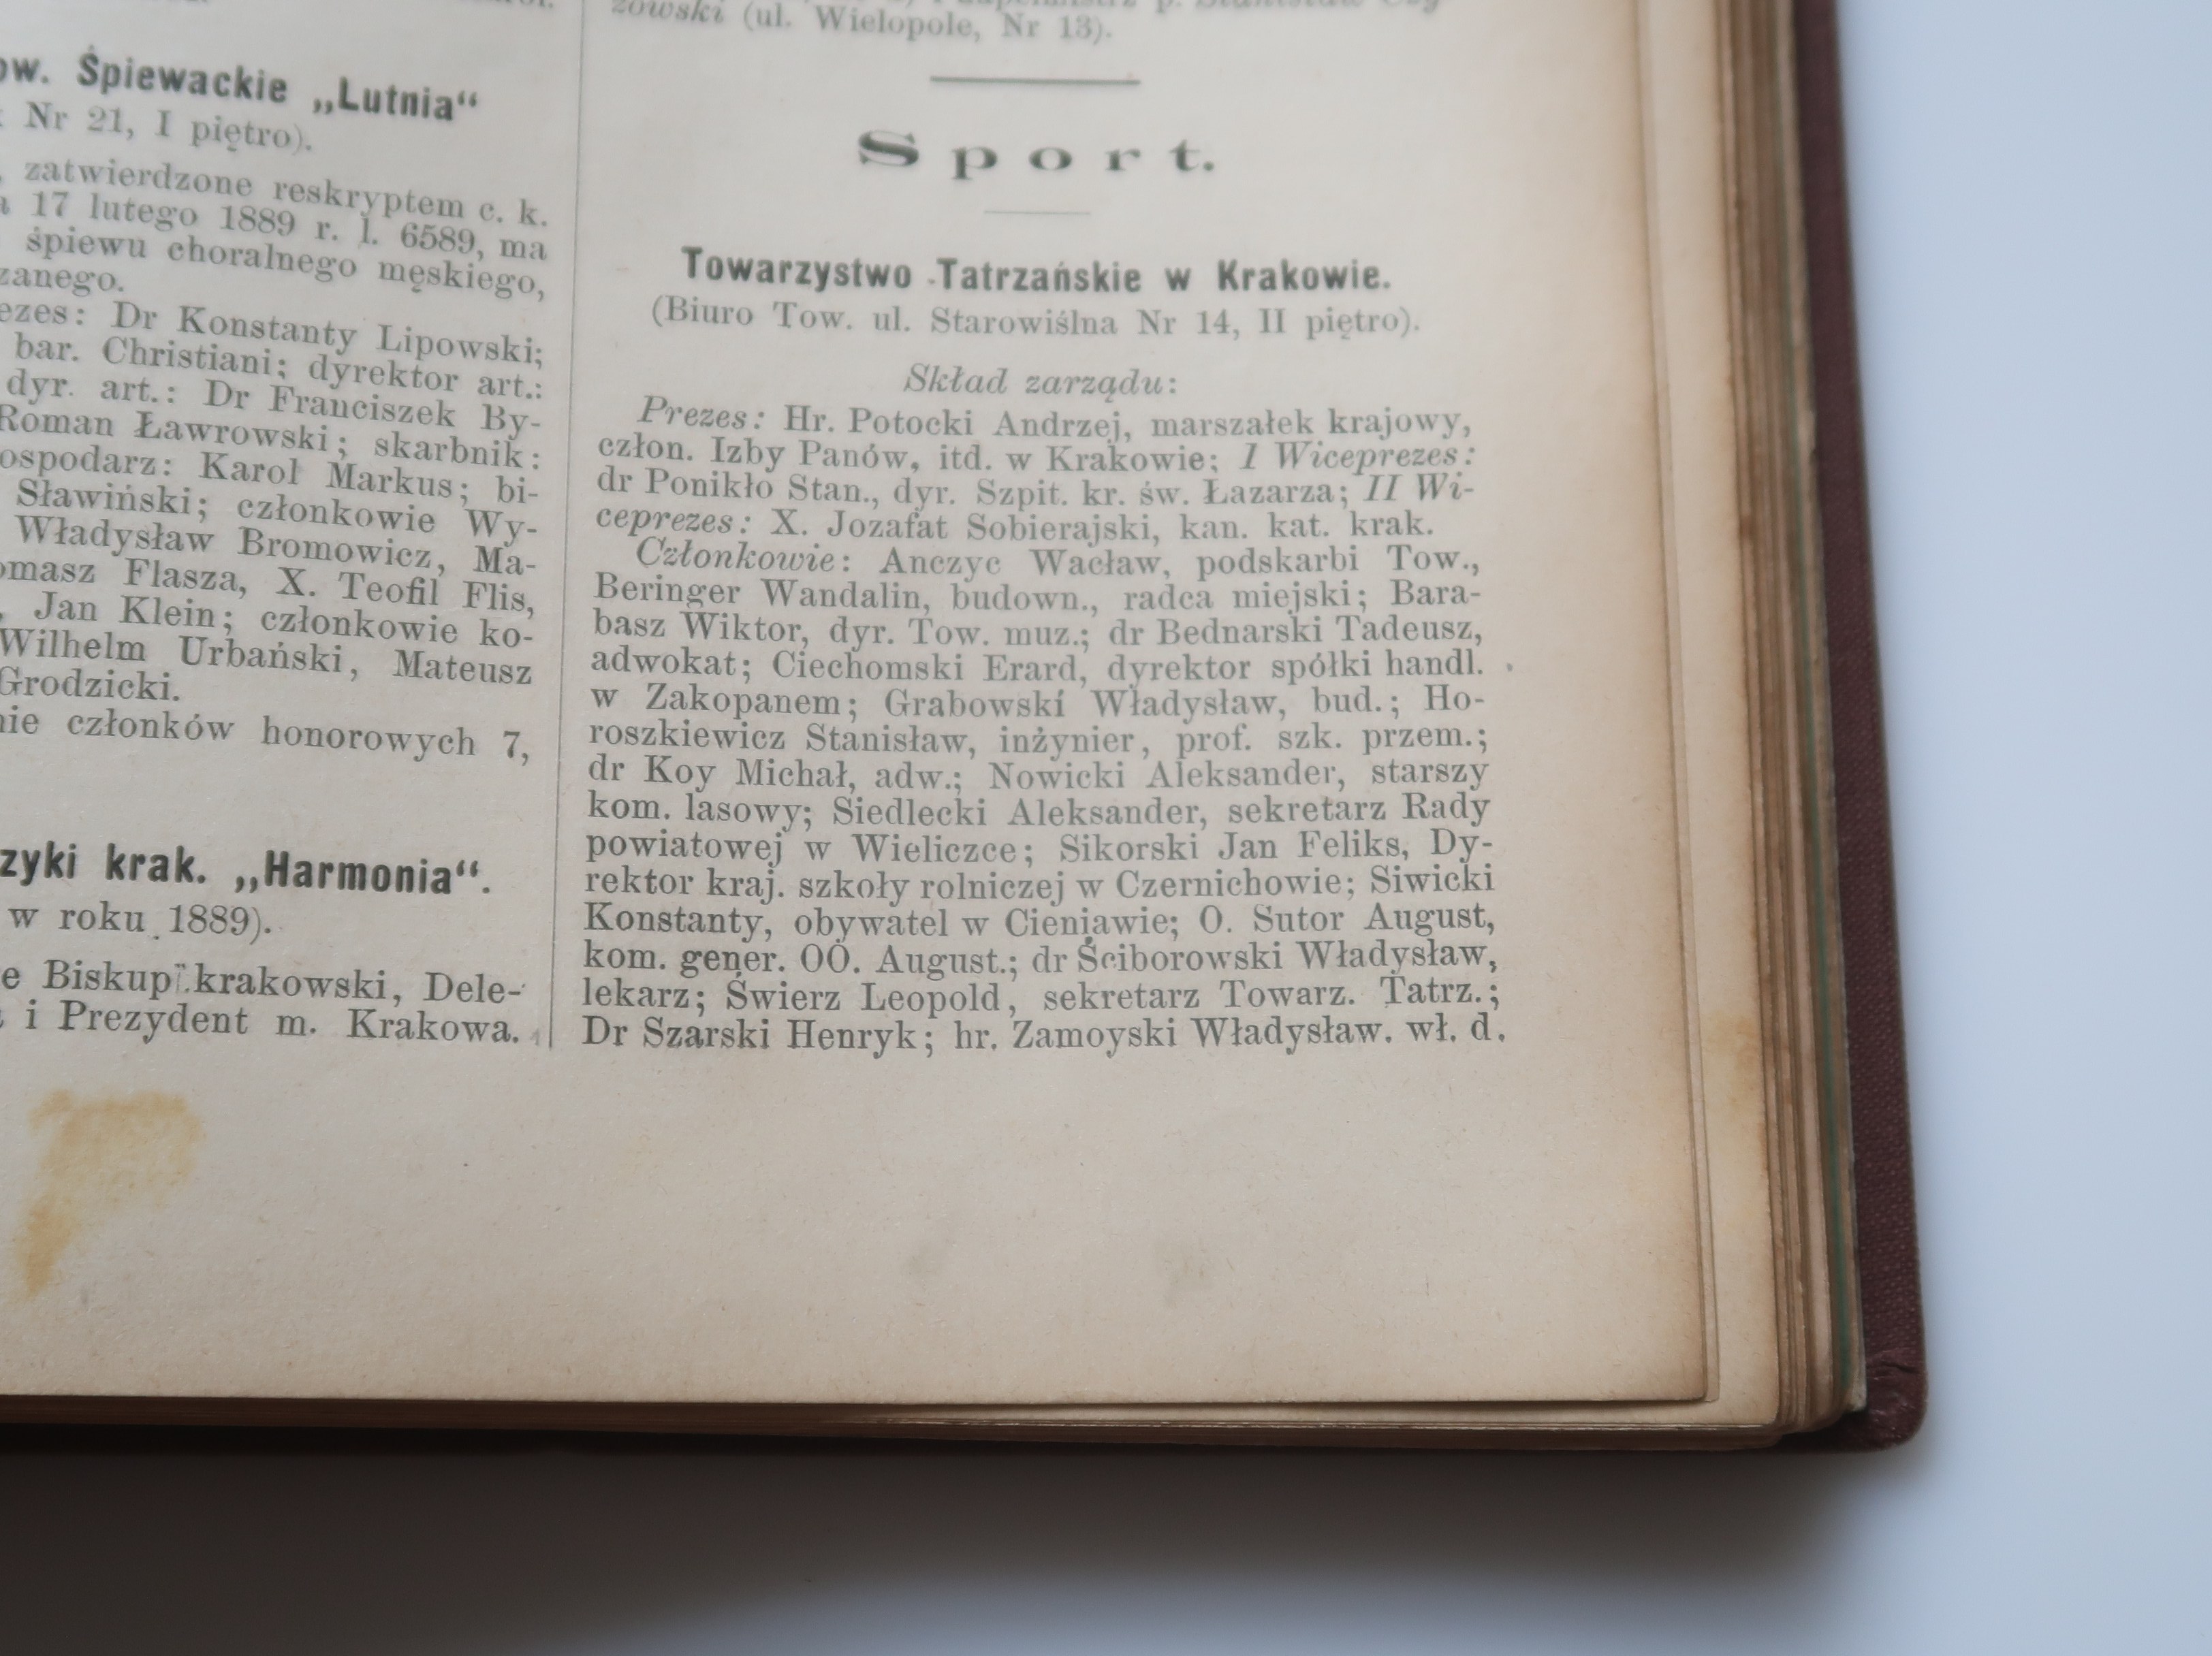 ow. Śpiewackie „Lutnia“
Nr 21, I piętro).
zatwierdzone reskryptem c. k.
17 lutego 1889 r. l. 6589, ma
śpiewu choralnego męskiego,
zanego.
ezes: Dr Konstanty Lipowski;
bar. Christiani; dyrektor art.:
dyr. art.: Dr Franciszek By-
Roman Ławrowski; skarbnik:
ospodarz: Karol Markus; bi-
Sławiński; członkowie Wy-
Władysław Bromowicz, Ma-
omasz Flasza, X. Teofil Flis,
Jan Klein; członkowie ko-
Wilhelm Urbański, Mateusz
Grodzicki.
nie członków honorowych 7,
zyki krak. „Harmonia“.
w roku 1889).
e Biskup krakowski, Dele-
i Prezydent m. Krakowa.
żowski (ul. Wielopole, Nr 13).
Sport.
Towarzystwo Tatrzańskie w Krakowie.
(Biuro Tow. ul. Starowiślna Nr 14, II piętro).
Skład zarządu:
Prezes: Hr. Potocki Andrzej, marszałek krajowy,
człon. Izby Panów, itd. w Krakowie; I Wiceprezes:
dr Ponikło Stan., dyr. Szpit. kr. św. Łazarza; II Wi-
ceprezes: X. Jozafat Sobierajski, kan. kat. krak.
Członkowie: Anczyc Wacław, podskarbi Tow.,
Beringer Wandalin, budown., radca miejski; Bara-
basz Wiktor, dyr. Tow. muz.; dr Bednarski Tadeusz,
adwokat; Ciechomski Erard, dyrektor spółki handl.
w Zakopanem; Grabowski Władysław, bud.; Ho-
roszkiewicz Stanisław, inżynier, prof. szk. przem.;
dr Koy Michał, adw.; Nowicki Aleksander, starszy
kom. lasowy; Siedlecki Aleksander, sekretarz Rady
powiatowej w Wieliczce; Sikorski Jan Feliks, Dy-
rektor kraj. szkoły rolniczej w Czernichowie; Siwicki
Konstanty, obywatel w Cieniawie; O. Sutor August,
kom. gener. OO. August.; dr Ściborowski Władysław,
lekarz; Świerz Leopold, sekretarz Towarz. Tatrz.;
Dr Szarski Henryk; hr. Zamoyski Władysław. wł. d.